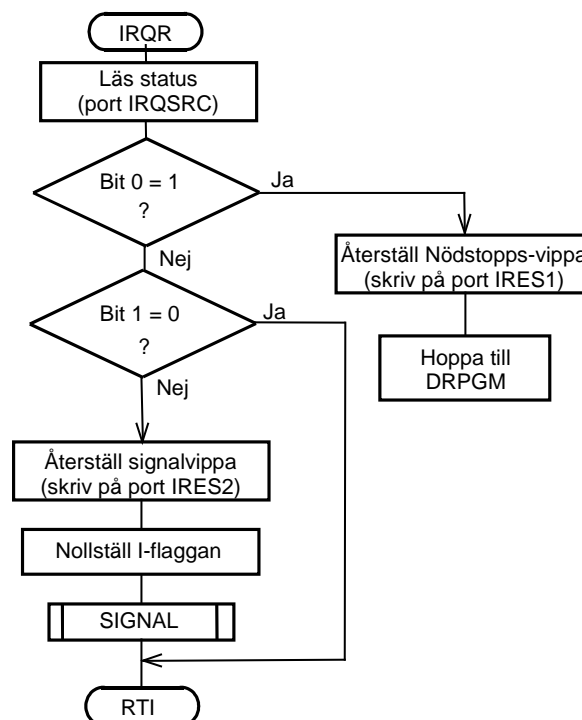 IRQR
Läs status
(port IRQSRC)
Bit 0 = 1
?
Ja
Nej
Återställ Nödstopps-vippa
(skriv på port IRES1)
Hoppa till
DRPGM
Bit 1 = 0
?
Ja
Nej
Återställ signalvippa
(skriv på port IRES2)
Nollställ I-flaggan
SIGNAL
RTI